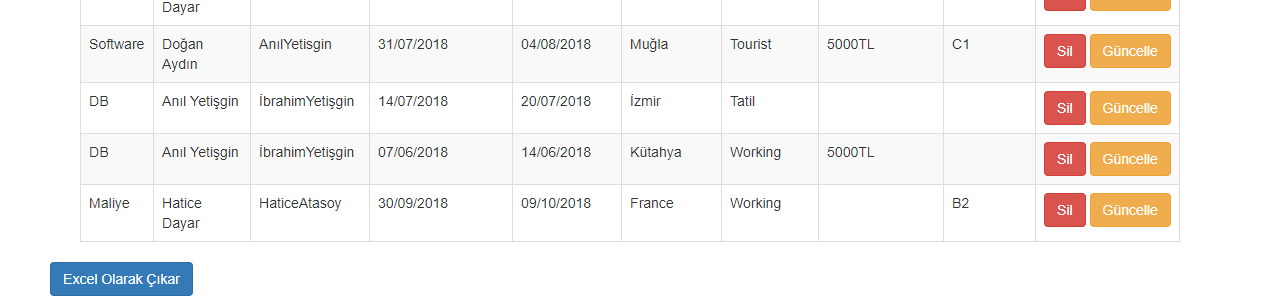 Dayar
Software Doğan Aydın AnılYetisgin 31/07/2018 04/08/2018 Muğla Tourist 5000TL C1 Sil Güncelle
DB Anıl Yetişgin İbrahimYetişgin 14/07/2018 20/07/2018 İzmir Tatil Sil Güncelle
DB Anıl Yetişgin İbrahimYetişgin 07/06/2018 14/06/2018 Kütahya Working 5000TL Sil Güncelle
Maliye Hatice Dayar HaticeAtasoy 30/09/2018 09/10/2018 France Working B2 Sil Güncelle
Excel Olarak Çıkar